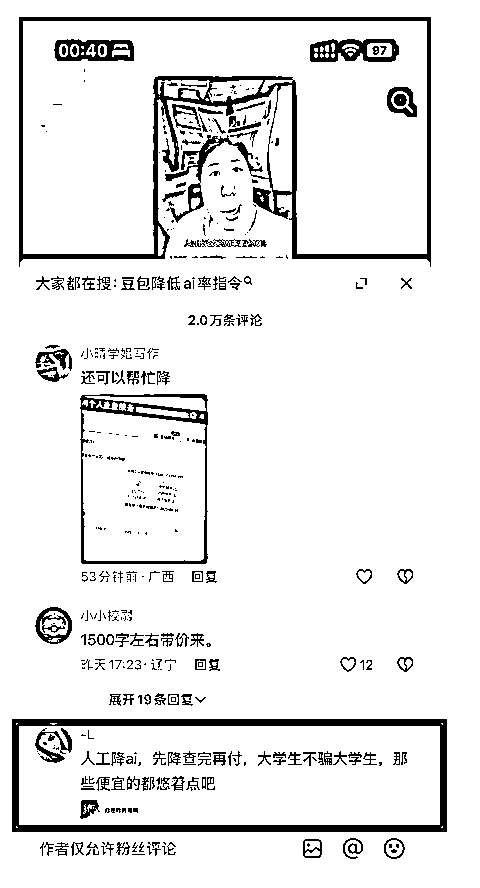 00:40
97
大家都在搜：豆包降低ai率指令
2.0万条评论
小晴学姐写作
还可以帮忙降
53分钟前·广西 回复
小小校弱
1500字左右带价来。
昨天17:23·辽宁 回复
12
展开19条回复
-L
人工降ai，先降查完再付，大学生不骗大学生，那
些便宜的都悠着点吧
作者仅允许粉丝评论